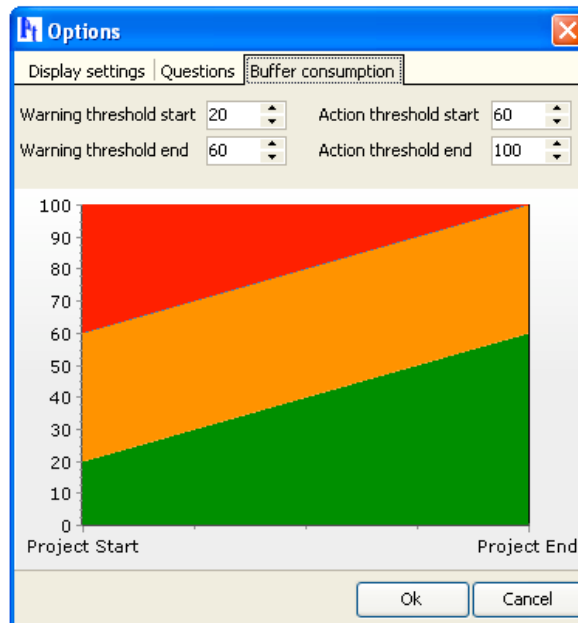 Pt Options
Display settings Questions Buffer consumption
Warning threshold start 20 Action threshold start 60
Warning threshold end 60 Action threshold end 100
100
90
80
70
60
50
40
30
20
10
0
Project Start Project End
Ok Cancel